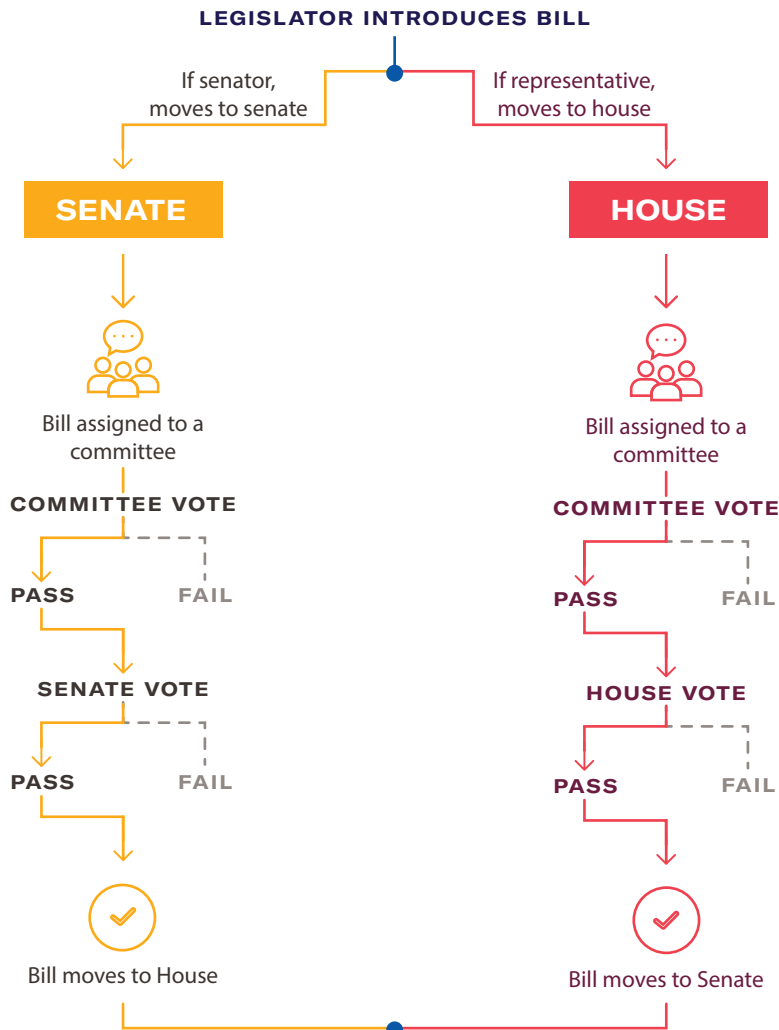 LEGISLATOR INTRODUCES BILL
If senator,
moves to senate
If representative,
moves to house
SENATE
HOUSE
Bill assigned to a
committee
Bill assigned to a
committee
COMMITTEE VOTE
COMMITTEE VOTE
PASS
FAIL
PASS
FAIL
SENATE VOTE
HOUSE VOTE
PASS
FAIL
PASS
FAIL
Bill moves to House
Bill moves to Senate